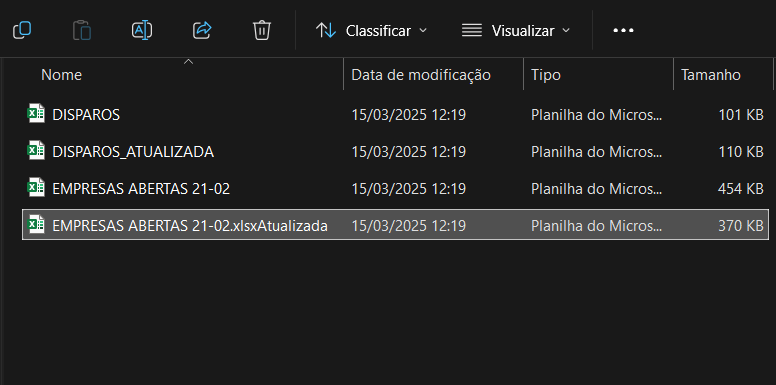 Classificar Visualizar
Nome Data de modificação Tipo Tamanho
DISPAROS 15/03/2025 12:19 Planilha do Micros... 101 KB
DISPAROS_ATUALIZADA 15/03/2025 12:19 Planilha do Micros... 110 KB
EMPRESAS ABERTAS 21-02 15/03/2025 12:19 Planilha do Micros... 454 KB
EMPRESAS ABERTAS 21-02.xlsxAtualizada 15/03/2025 12:19 Planilha do Micros... 370 KB